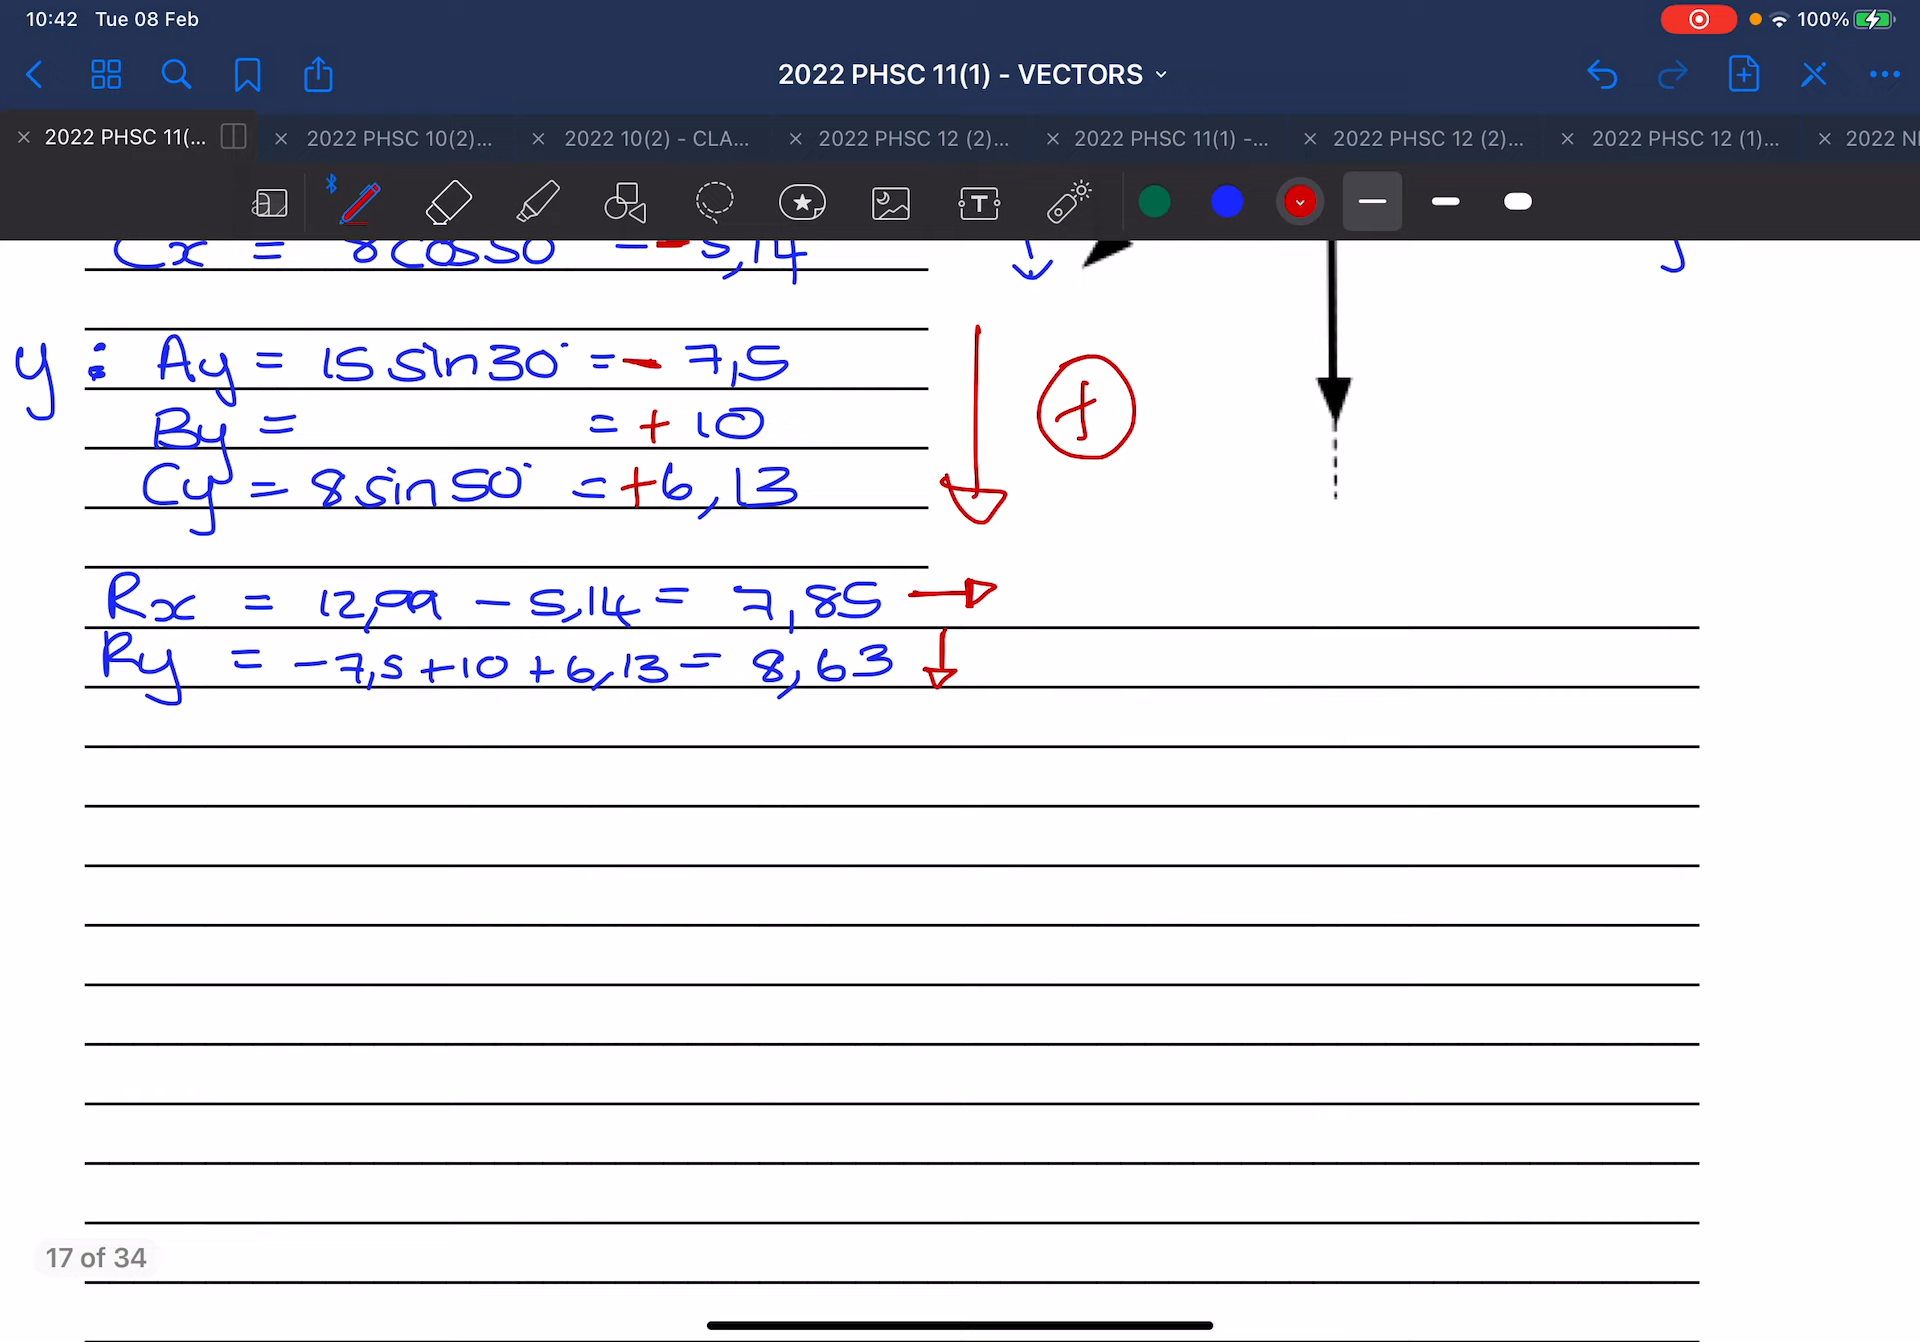 10:42 Tue 08 Feb 100%
2022 PHSC 11(1) - VECTORS
2022 PHSC 11(... 2022 PHSC 10(2)... 2022 10(2) - CLA... 2022 PHSC 12 (2)... 2022 PHSC 11(1) -... 2022 PHSC 12 (2)... 2022 PHSC 12 (1)... 2022 N
T
Cx = 8cos50 = - 5,14
y : Ay = 15 sin30° = - 7,5
By = = + 10
Cy = 8sin50° = +6,13
+
Rx = 12,99 - 5,14 = 7,85 →
Ry = -7,5 + 10 + 6,13 = 8,63 ↓
17 of 34